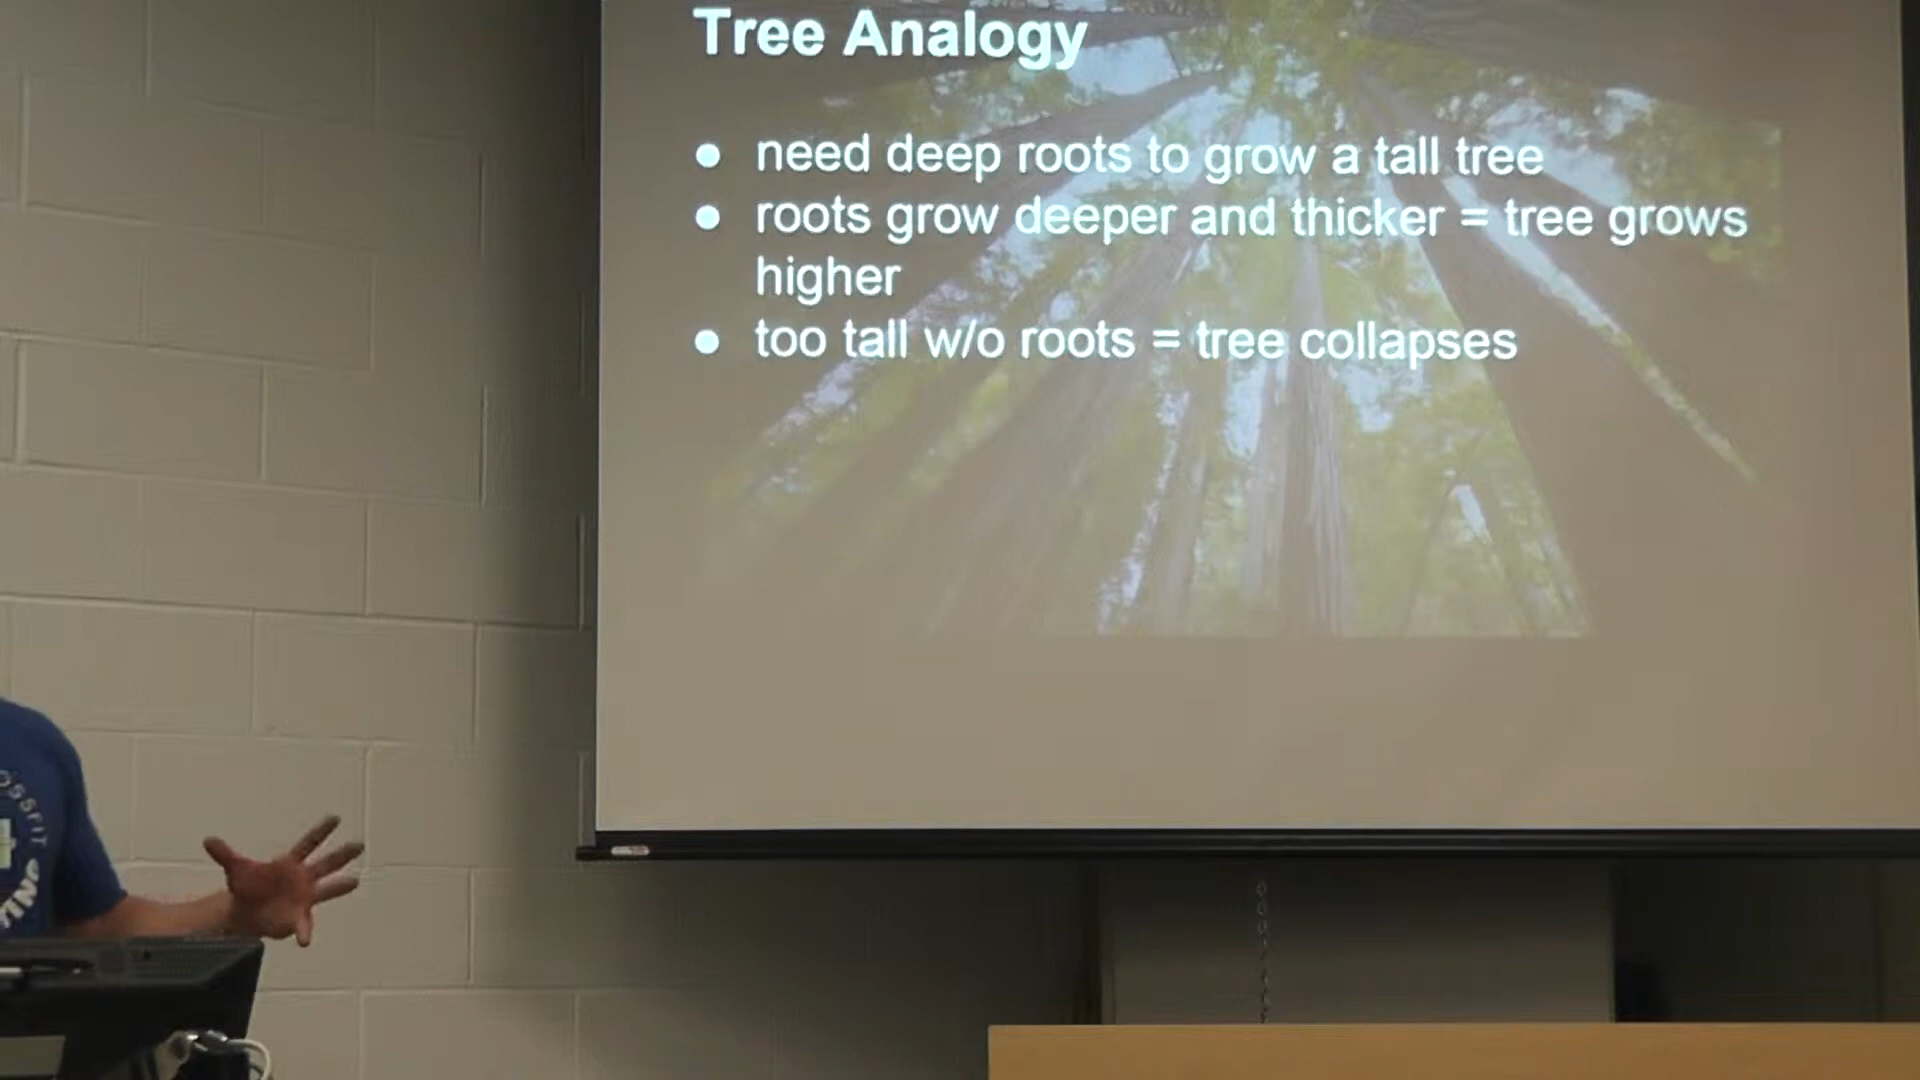 Tree Analogy
● need deep roots to grow a tall tree
● roots grow deeper and thicker = tree grows
higher
● too tall w/o roots = tree collapses